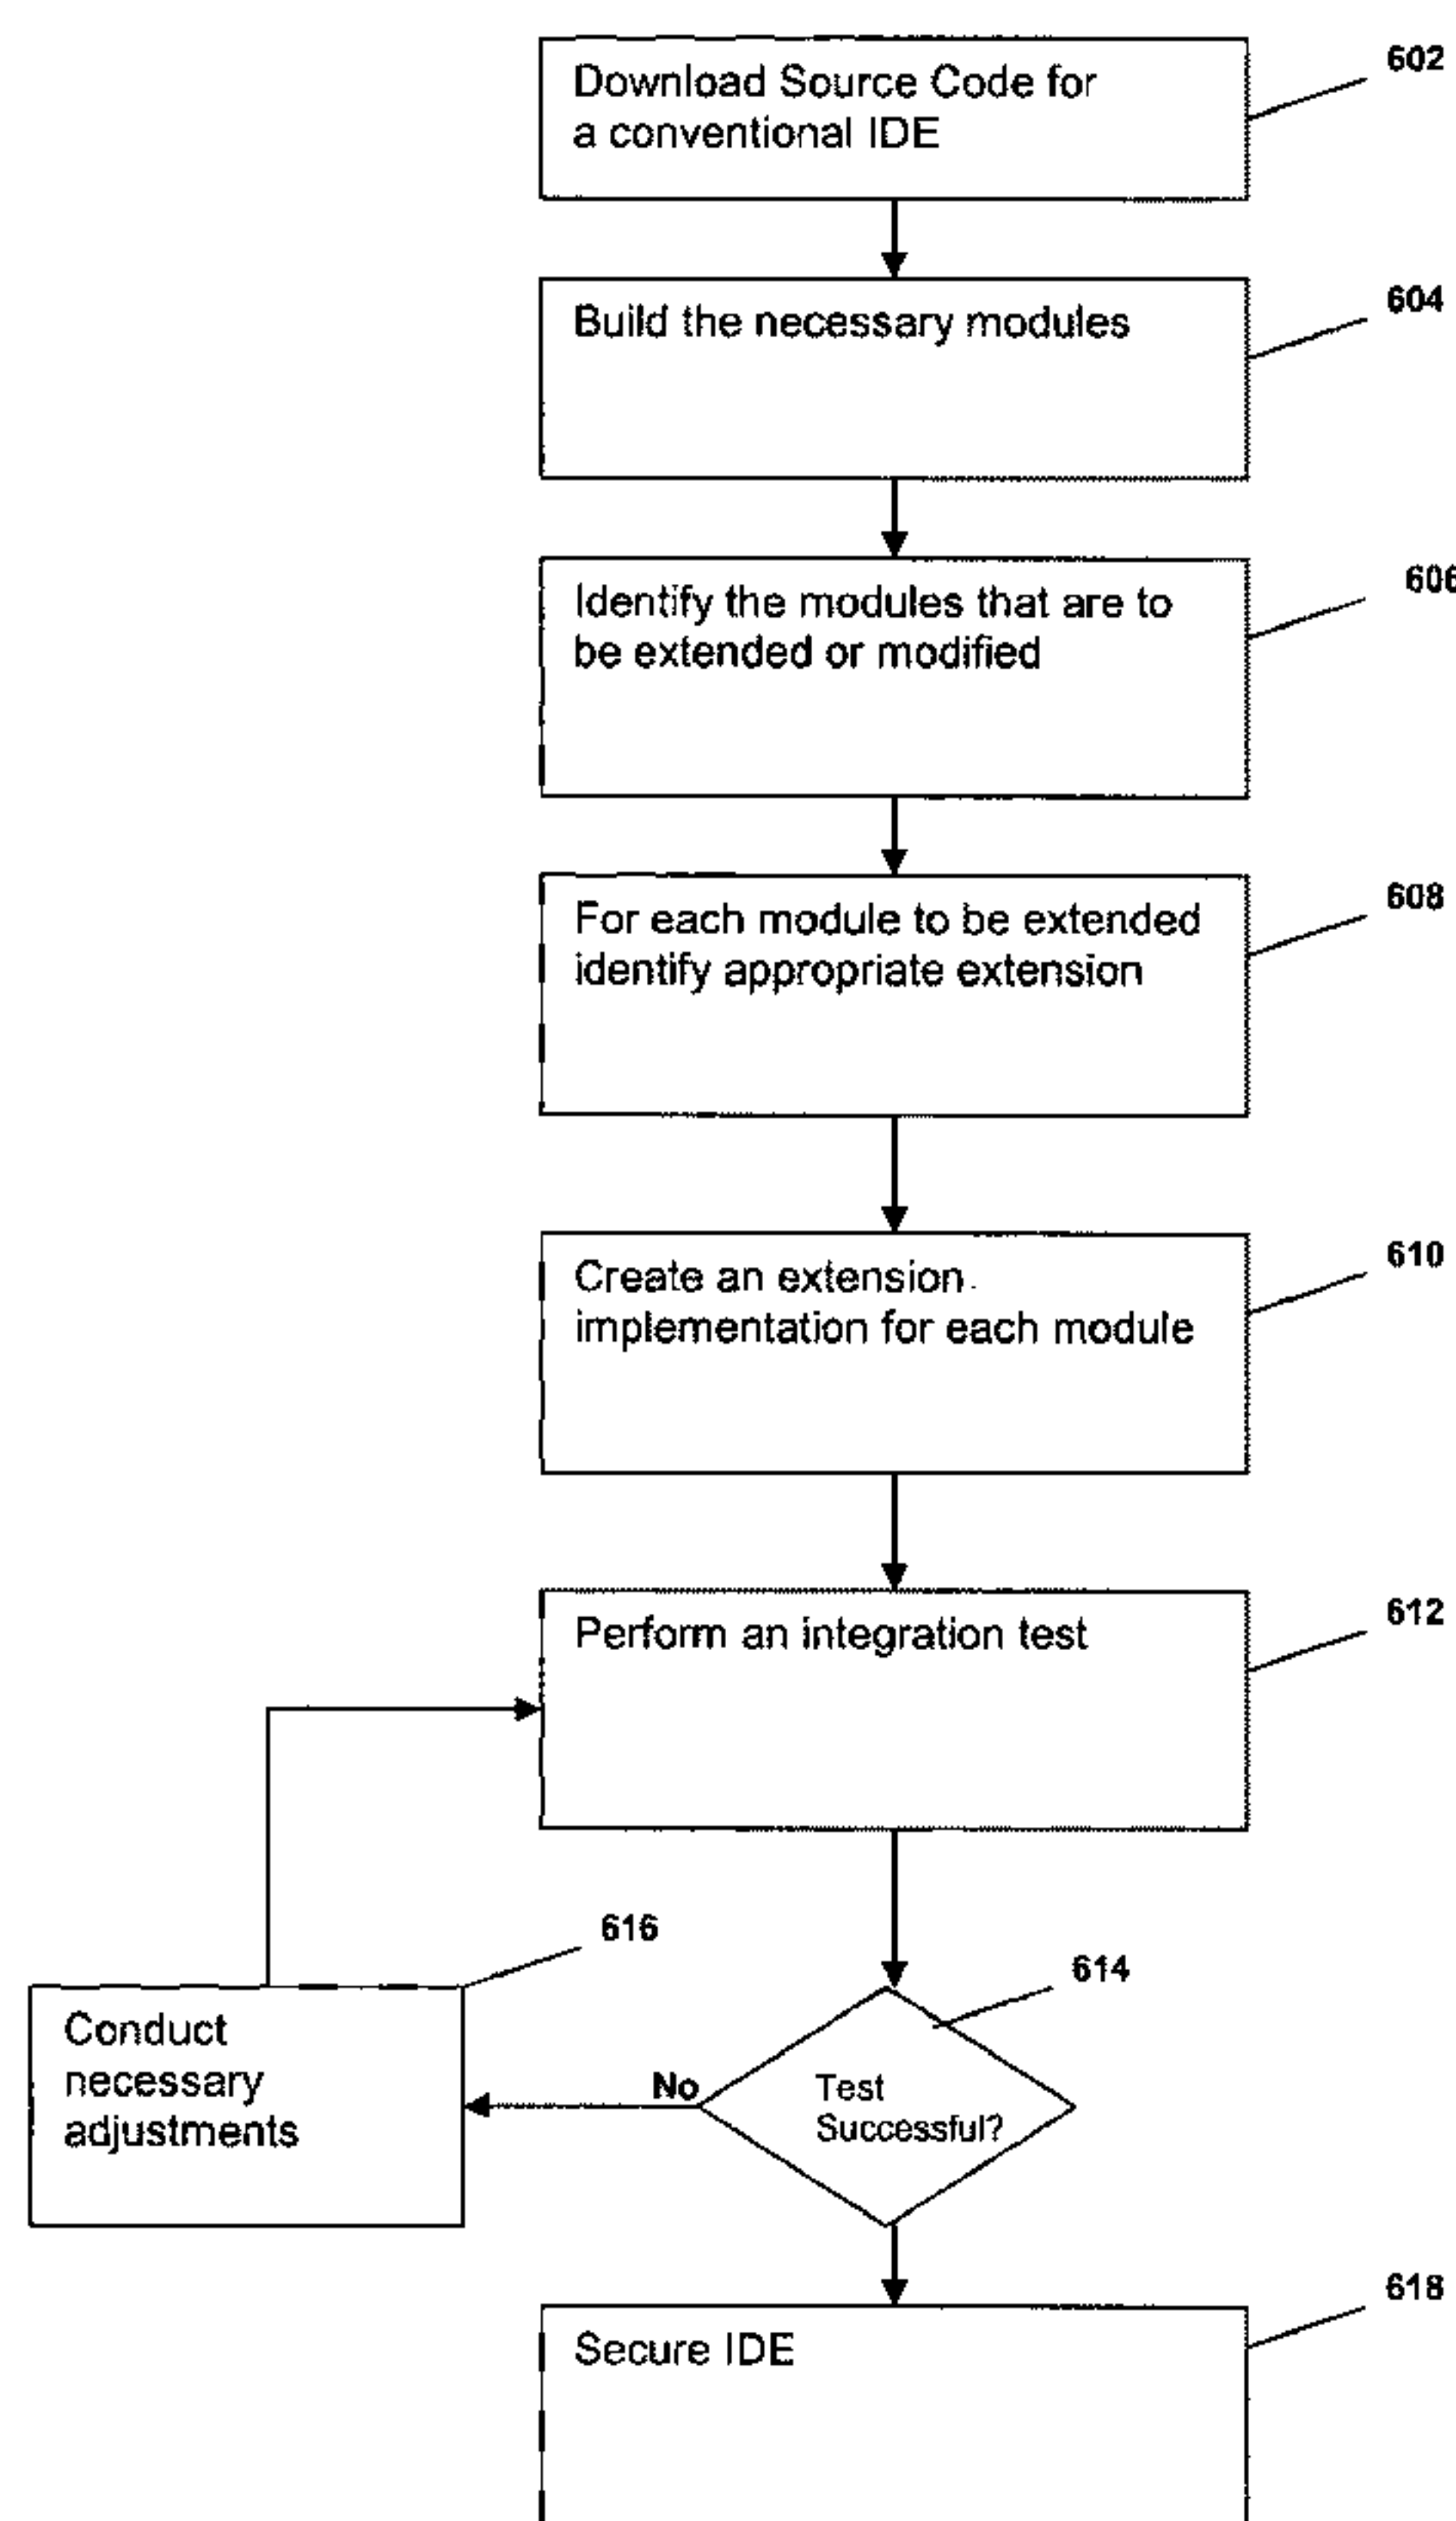 602
Download Source Code for
a conventional IDE
604
Build the necessary modules
606
Identify the modules that are to
be extended or modified
608
For each module to be extended
identify appropriate extension
610
Create an extension
implementation for each module
612
Perform an integration test
616
614
Conduct
necessary
adjustments
No
Test
Successful?
618
Secure IDE